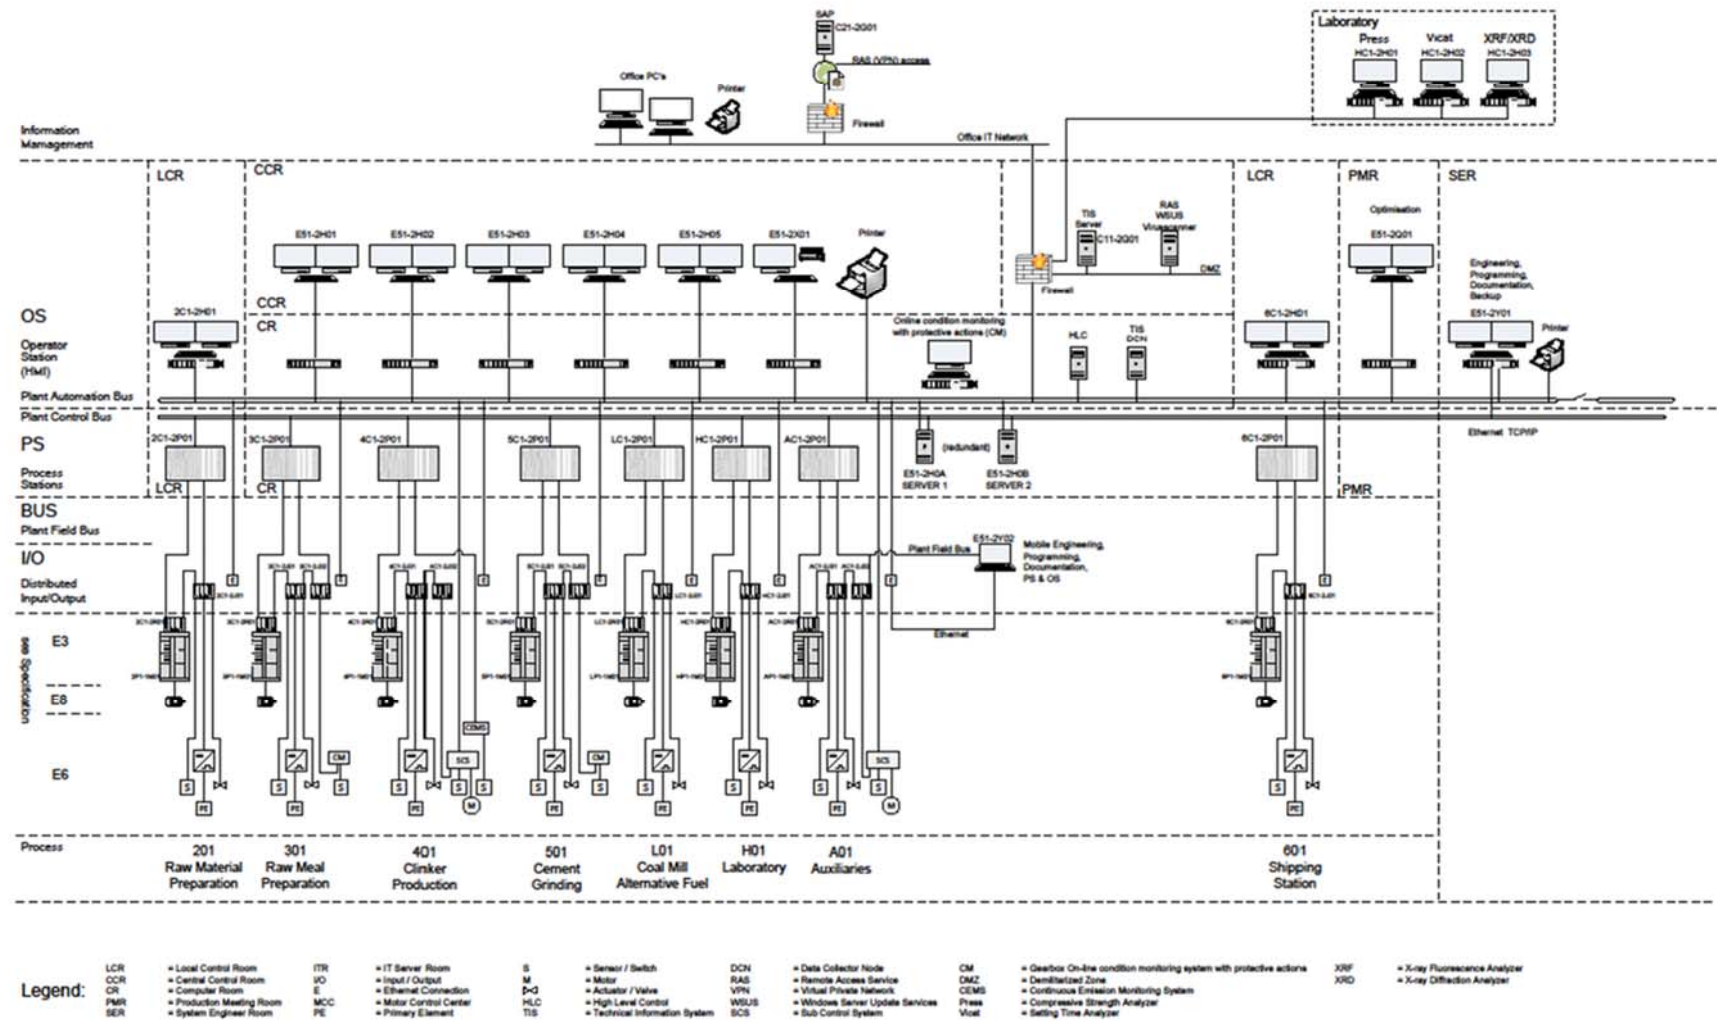 SAP
C21-2G01
RAS (VPN) access
Office PC's
Printer
Firewall
Office IT Network
Laboratory
Press
Vicat
XRF/XRD
HC1-2H01
HC1-2H02
HC1-2H03
Information
Management
LCR
CCR
LCR
PMR
SER
E51-2H01
E51-2H02
E51-2H03
E51-2H04
E51-2H05
E51-2X01
Printer
TIS
Server
C11-2G01
RAS
WSUS
Virusscanner
DMZ
Firewall
Optimisation
E51-2Q01
Engineering,
Programming,
Documentation,
Backup
E51-2Y01
Printer
CCR
CR
OS
Operator
Station
(HMI)
2C1-2H01
Online condition monitoring
with protective actions (CM)
HLC
TIS
DCN
6C1-2H01
Plant Automation Bus
Plant Control Bus
Ethernet TCP/IP
PS
Process
Stations
2C1-2P01
3C1-2P01
4C1-2P01
5C1-2P01
LC1-2P01
HC1-2P01
AC1-2P01
6C1-2P01
(redundant)
E51-2H0A
SERVER 1
E51-2H0B
SERVER 2
LCR
CR
PMR
BUS
Plant Field Bus
I/O
Distributed
Input/Output
Plant Field Bus
E51-2Y02
Mobile Engineering,
Programming,
Documentation,
PS & OS
E
E
E
E
E
E
E
E
Ethernet
see Specification
E3
E8
E6
CEMS
CM
SCS
CM
SCS
S
S
S
S
S
S
S
S
S
S
S
S
PE
PE
PE
M
PE
PE
PE
PE
M
PE
Process
201
Raw Material
Preparation
301
Raw Meal
Preparation
401
Clinker
Production
501
Cement
Grinding
L01
Coal Mill
Alternative Fuel
H01
Laboratory
A01
Auxiliaries
601
Shipping
Station
Legend:
LCR = Local Control Room
CCR = Central Control Room
CR = Computer Room
PMR = Production Meeting Room
SER = System Engineer Room
ITR = IT Server Room
I/O = Input / Output
E = Ethernet Connection
MCC = Motor Control Center
PE = Primary Element
S = Sensor / Switch
M = Motor
= Actuator / Valve
HLC = High Level Control
TIS = Technical Information System
DCN = Data Collector Node
RAS = Remote Access Service
VPN = Virtual Private Network
WSUS = Windows Server Update Services
SCS = Sub Control System
CM = Gearbox On-line condition monitoring system with protective actions
DMZ = Demilitarized Zone
CEMS = Continuous Emission Monitoring System
Press = Compressive Strength Analyzer
Vicat = Setting Time Analyzer
XRF = X-ray Fluorescence Analyzer
XRD = X-ray Diffraction Analyzer